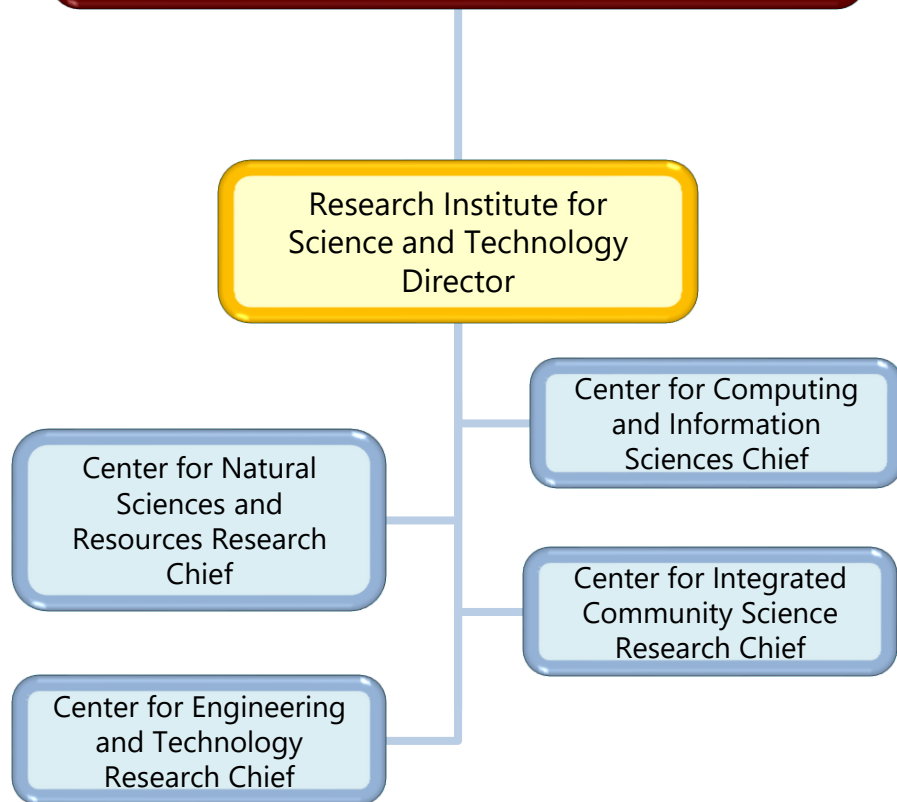 Research Institute for
Science and Technology
Director
Center for Computing
and Information
Sciences Chief
Center for Natural
Sciences and
Resources Research
Chief
Center for Integrated
Community Science
Research Chief
Center for Engineering
and Technology
Research Chief